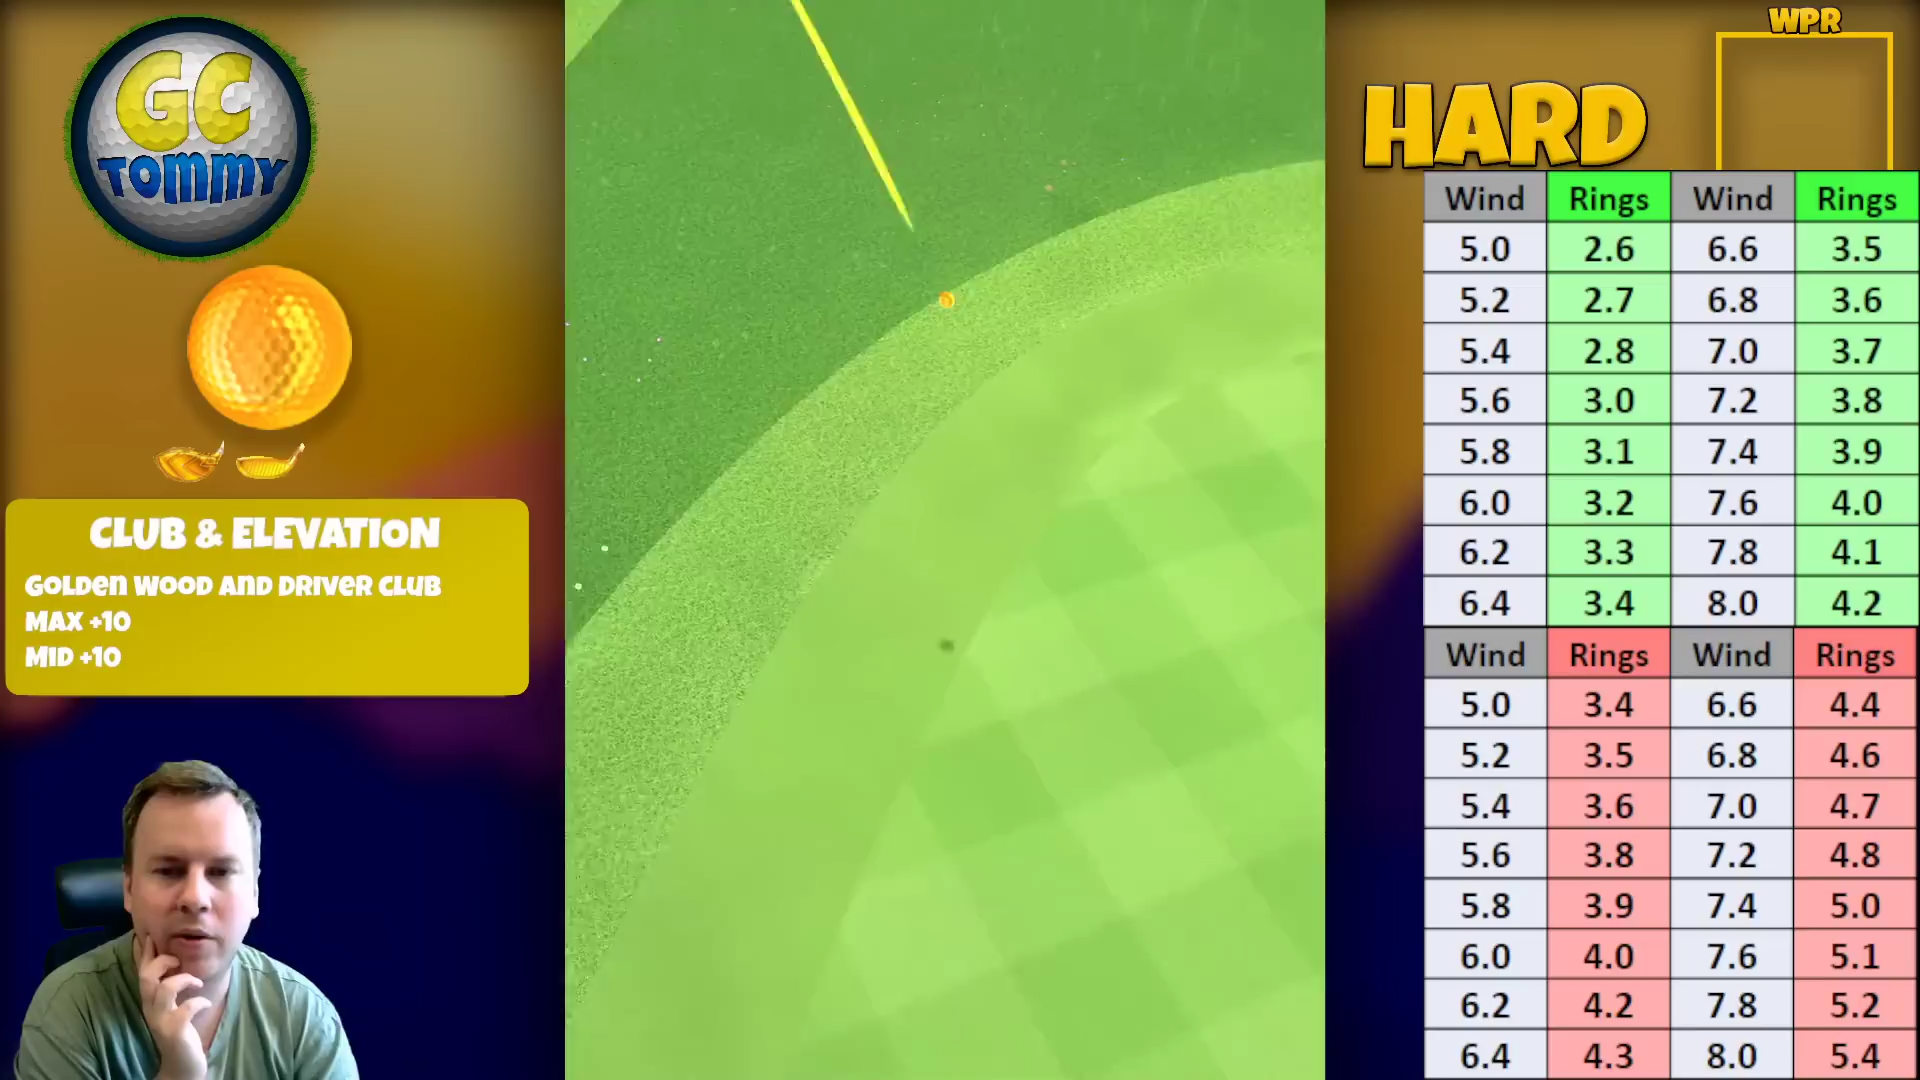 GC
TOMMY
CLUB & ELEVATION
Golden Wood and Driver Club
Max +10
Mid +10
WPR
HARD
Wind Rings Wind Rings
5.0 2.6 6.6 3.5
5.2 2.7 6.8 3.6
5.4 2.8 7.0 3.7
5.6 3.0 7.2 3.8
5.8 3.1 7.4 3.9
6.0 3.2 7.6 4.0
6.2 3.3 7.8 4.1
6.4 3.4 8.0 4.2
Wind Rings Wind Rings
5.0 3.4 6.6 4.4
5.2 3.5 6.8 4.6
5.4 3.6 7.0 4.7
5.6 3.8 7.2 4.8
5.8 3.9 7.4 5.0
6.0 4.0 7.6 5.1
6.2 4.2 7.8 5.2
6.4 4.3 8.0 5.4